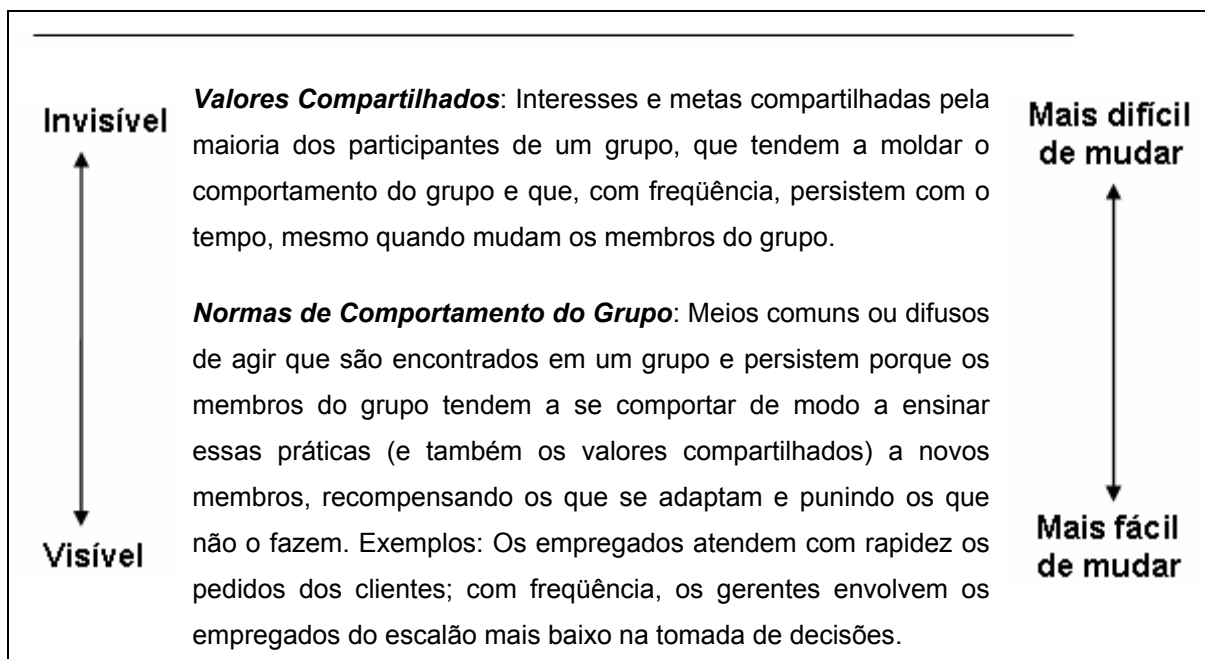 Invisível
Valores Compartilhados: Interesses e metas compartilhadas pela
maioria dos participantes de um grupo, que tendem a moldar o
comportamento do grupo e que, com freqüência, persistem com o
tempo, mesmo quando mudam os membros do grupo.
Mais difícil
de mudar
Normas de Comportamento do Grupo: Meios comuns ou difusos
de agir que são encontrados em um grupo e persistem porque os
membros do grupo tendem a se comportar de modo a ensinar
essas práticas (e também os valores compartilhados) a novos
membros, recompensando os que se adaptam e punindo os que
não o fazem. Exemplos: Os empregados atendem com rapidez os
pedidos dos clientes; com freqüência, os gerentes envolvem os
empregados do escalão mais baixo na tomada de decisões.
Visível
Mais fácil
de mudar